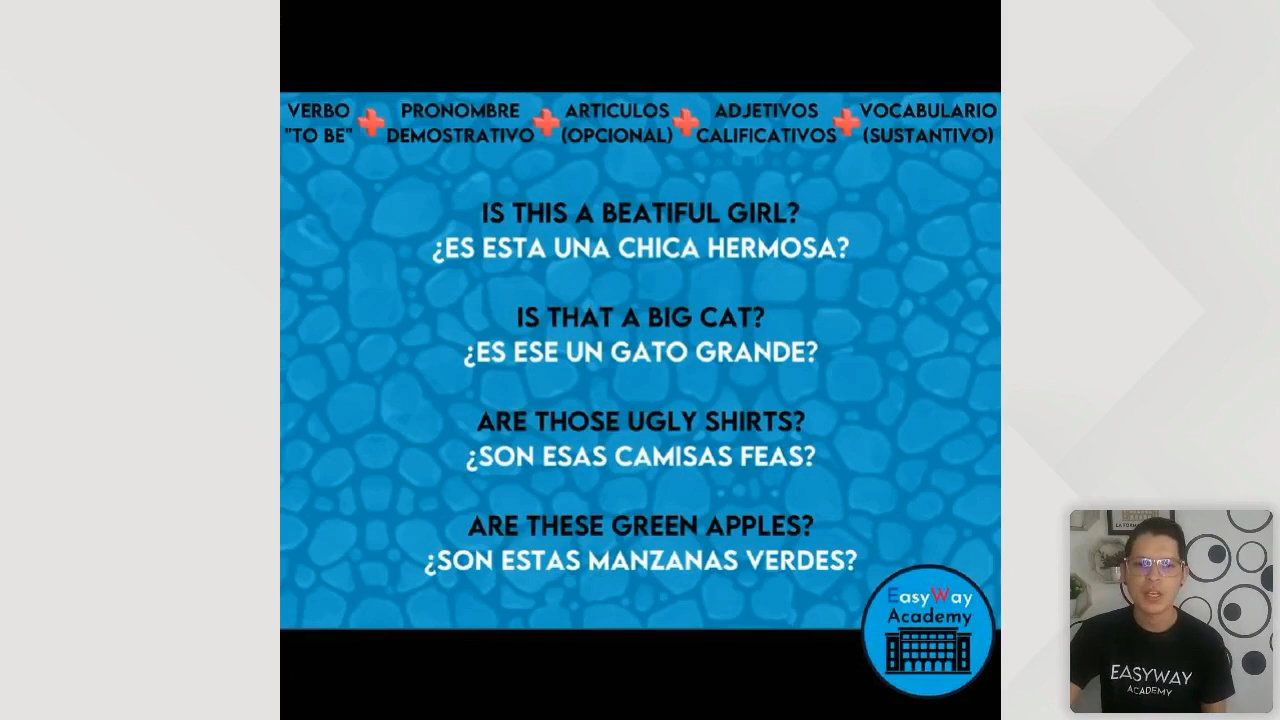 VERBO "TO BE"
PRONOMBRE DEMOSTRATIVO
ARTICULOS (OPCIONAL)
ADJETIVOS CALIFICATIVOS
VOCABULARIO (SUSTANTIVO)
IS THIS A BEATIFUL GIRL?
¿ES ESTA UNA CHICA HERMOSA?
IS THAT A BIG CAT?
¿ES ESE UN GATO GRANDE?
ARE THOSE UGLY SHIRTS?
¿SON ESAS CAMISAS FEAS?
ARE THESE GREEN APPLES?
¿SON ESTAS MANZANAS VERDES?
EasyWay
Academy
EASYWAY
ACADEMY